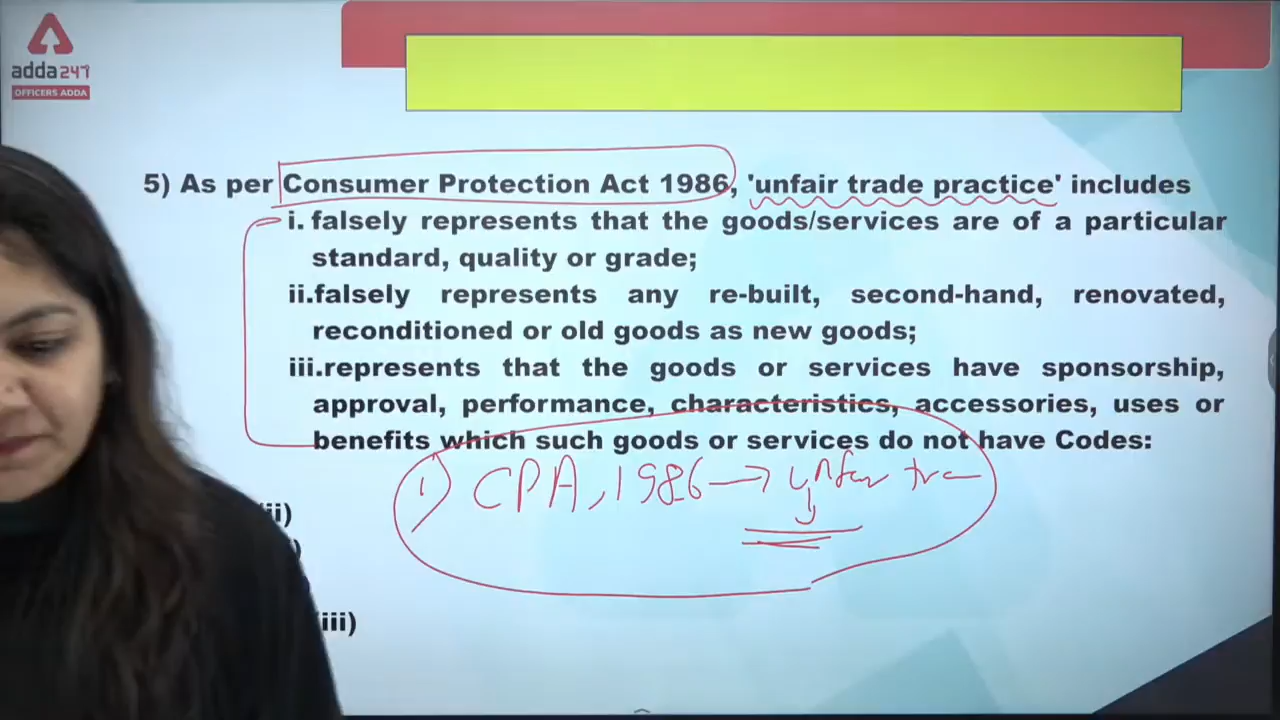 adda247
OFFICERS ADDA
5) As per Consumer Protection Act 1986, 'unfair trade practice' includes
i. falsely represents that the goods/services are of a particular
standard, quality or grade;
ii.falsely represents any re-built, second-hand, renovated,
reconditioned or old goods as new goods;
iii.represents that the goods or services have sponsorship,
approval, performance, characteristics, accessories, uses or
benefits which such goods or services do not have Codes:
1) CPA, 1986 → unfair tra
ii)
)
iii)